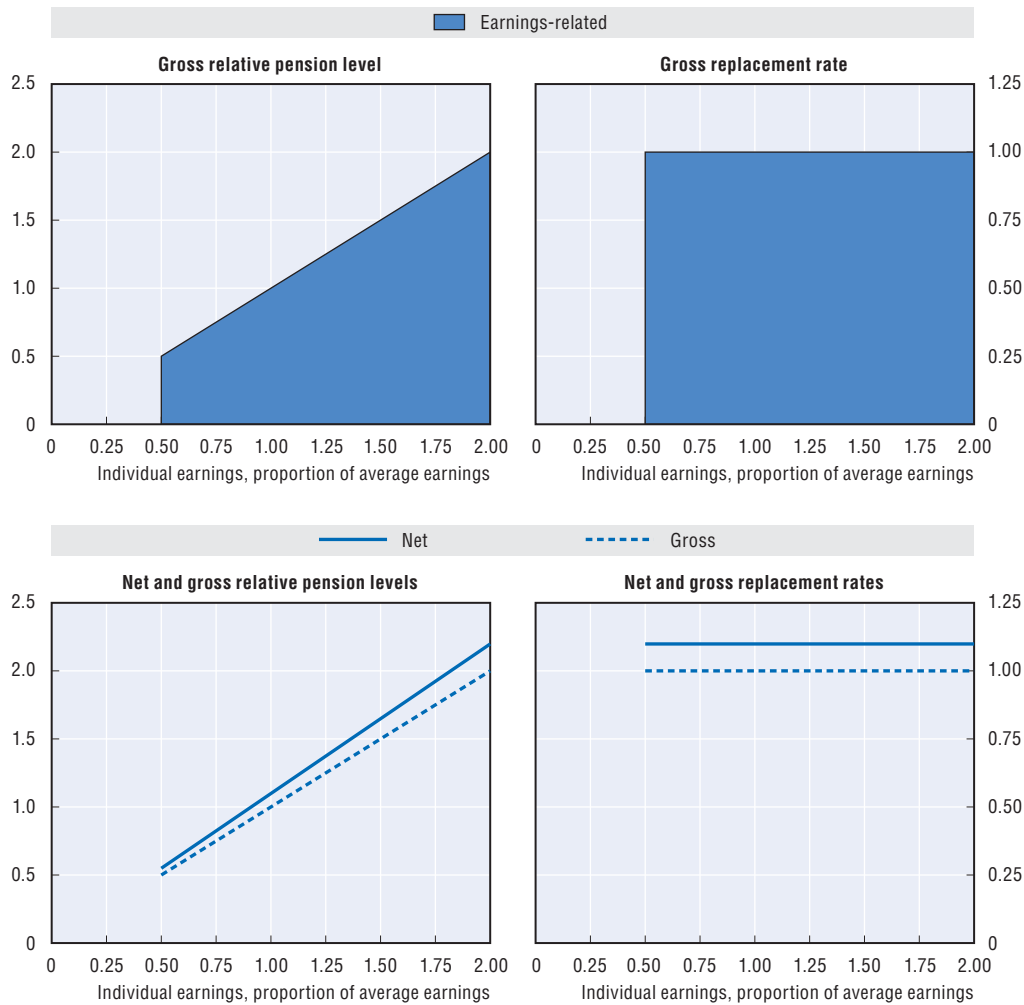 Earnings-related
Gross relative pension level
Gross replacement rate
2.5
2.0
1.5
1.0
0.5
0
1.25
1.00
0.75
0.50
0.25
0
0 0.25 0.50 0.75 1.00 1.25 1.50 1.75 2.00
0 0.25 0.50 0.75 1.00 1.25 1.50 1.75 2.00
Individual earnings, proportion of average earnings
Individual earnings, proportion of average earnings
Net Gross
Net and gross relative pension levels
Net and gross replacement rates
2.5
2.0
1.5
1.0
0.5
0
1.25
1.00
0.75
0.50
0.25
0
0 0.25 0.50 0.75 1.00 1.25 1.50 1.75 2.00
0 0.25 0.50 0.75 1.00 1.25 1.50 1.75 2.00
Individual earnings, proportion of average earnings
Individual earnings, proportion of average earnings